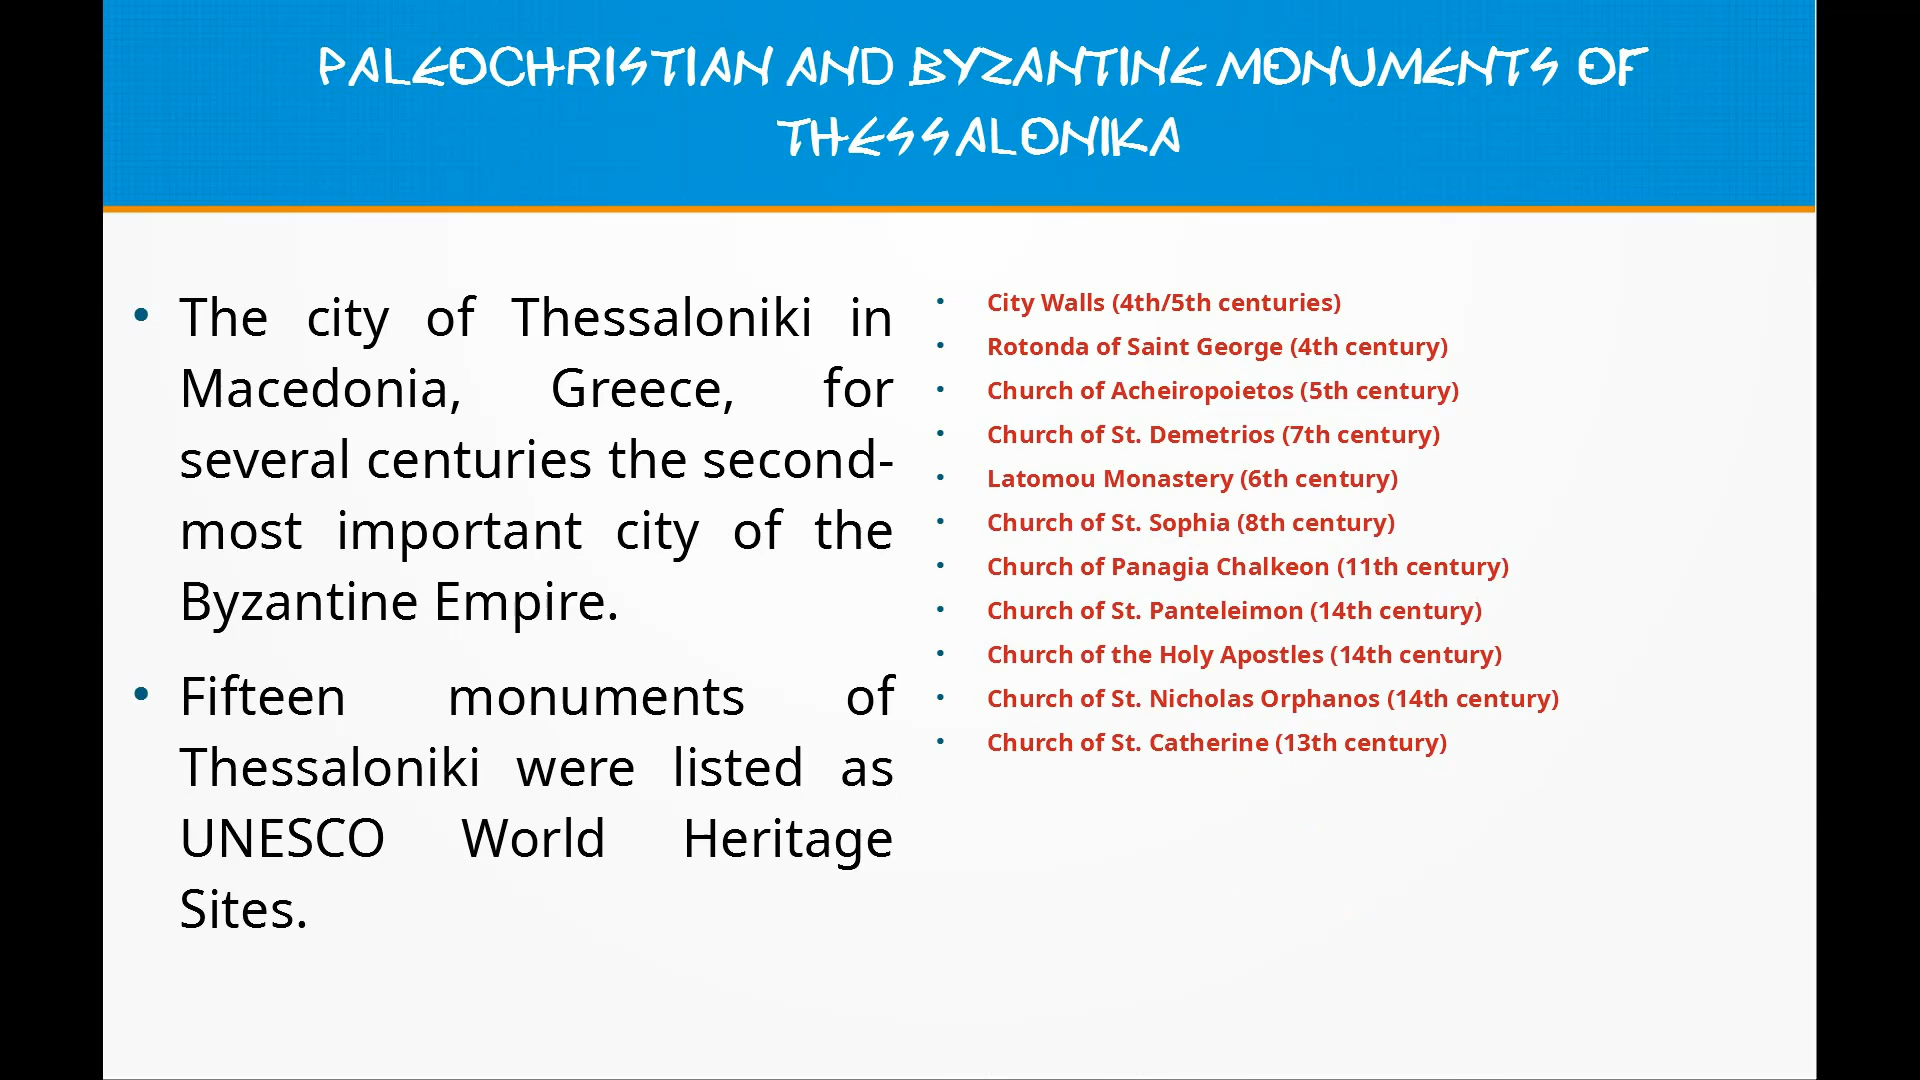 PALEOCHRISTIAN AND BYZANTINE MONUMENTS OF
THESSALONIKA
• The city of Thessaloniki in
Macedonia, Greece, for
several centuries the second-
most important city of the
Byzantine Empire.
• Fifteen monuments of
Thessaloniki were listed as
UNESCO World Heritage
Sites.
• City Walls (4th/5th centuries)
• Rotonda of Saint George (4th century)
• Church of Acheiropoietos (5th century)
• Church of St. Demetrios (7th century)
• Latomou Monastery (6th century)
• Church of St. Sophia (8th century)
• Church of Panagia Chalkeon (11th century)
• Church of St. Panteleimon (14th century)
• Church of the Holy Apostles (14th century)
• Church of St. Nicholas Orphanos (14th century)
• Church of St. Catherine (13th century)